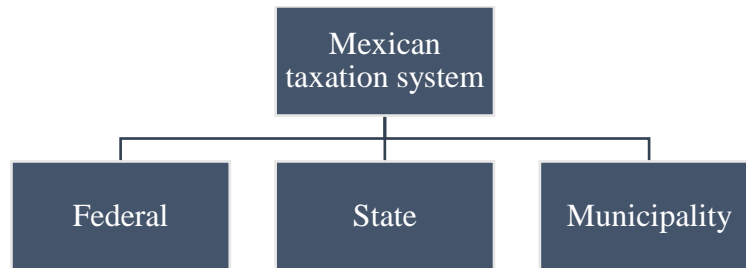 Mexican
taxation system
Federal
State
Municipality